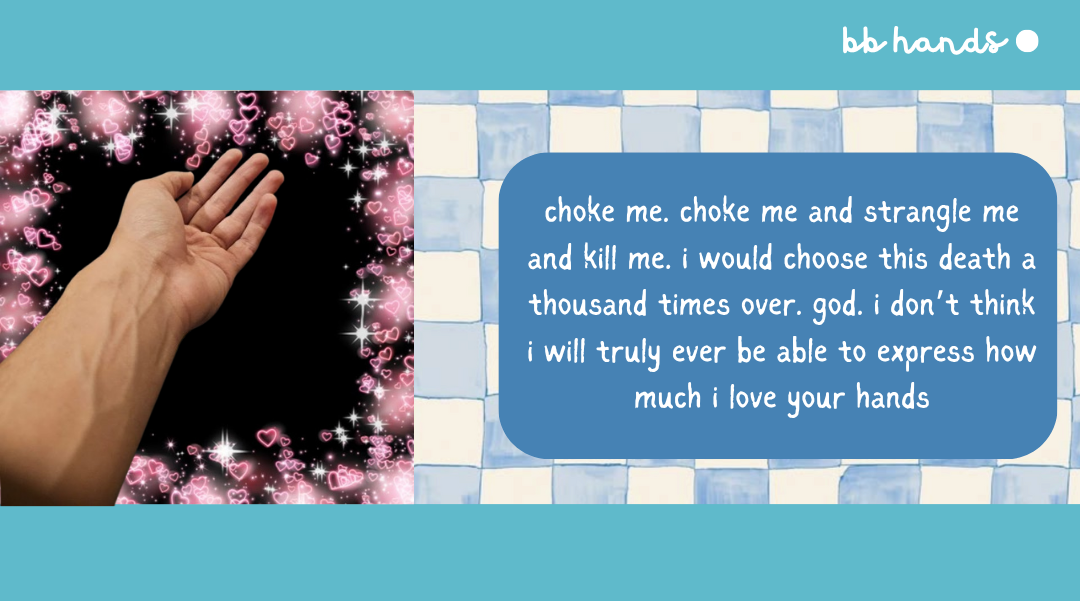 bb hands
choke me. choke me and strangle me
and kill me. i would choose this death a
thousand times over. god. i don't think
i will truly ever be able to express how
much i love your hands